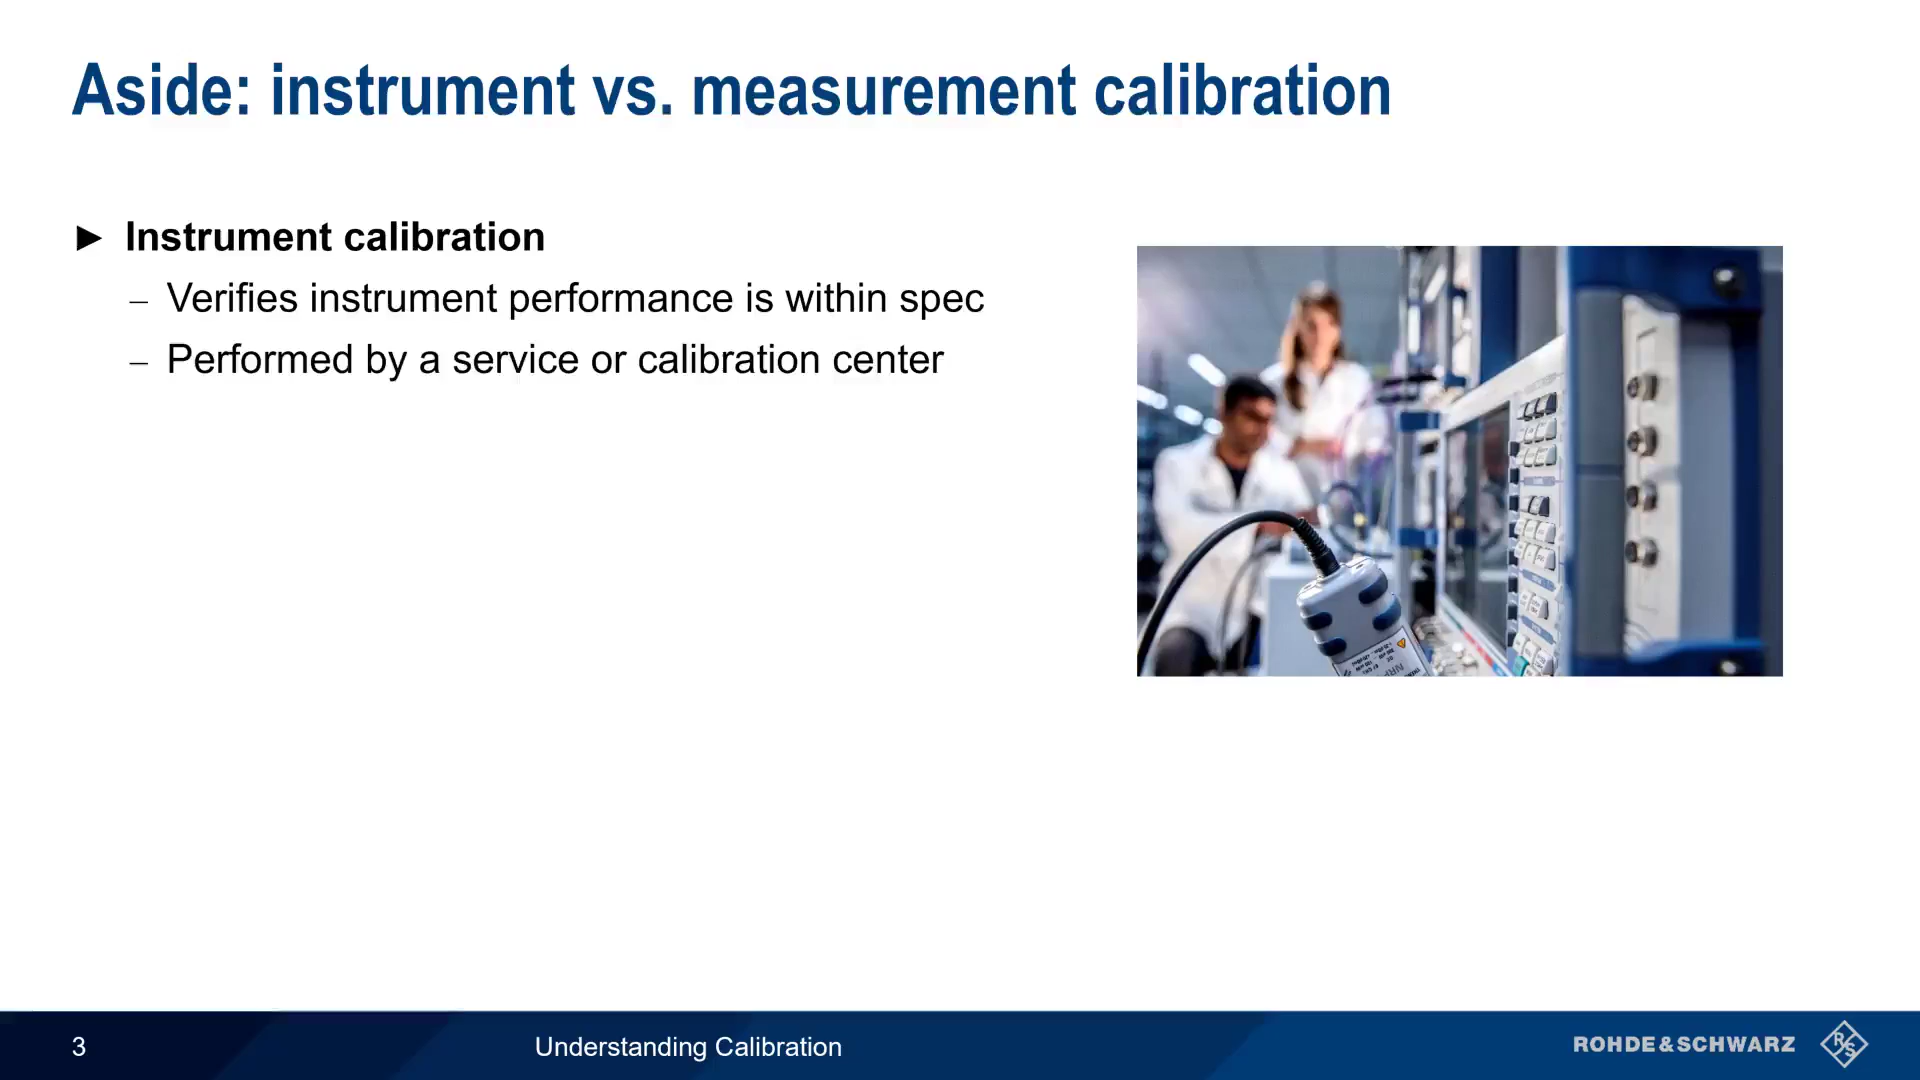 Aside: instrument vs. measurement calibration
► Instrument calibration
– Verifies instrument performance is within spec
– Performed by a service or calibration center
3
Understanding Calibration
ROHDE&SCHWARZ
R&S